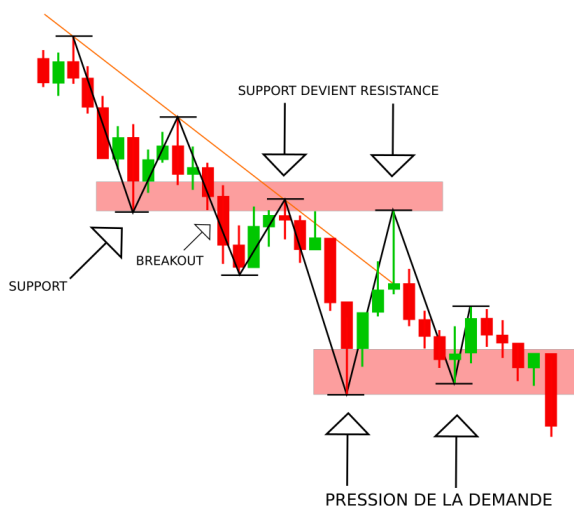 SUPPORT DEVIENT RESISTANCE
BREAKOUT
SUPPORT
PRESSION DE LA DEMANDE